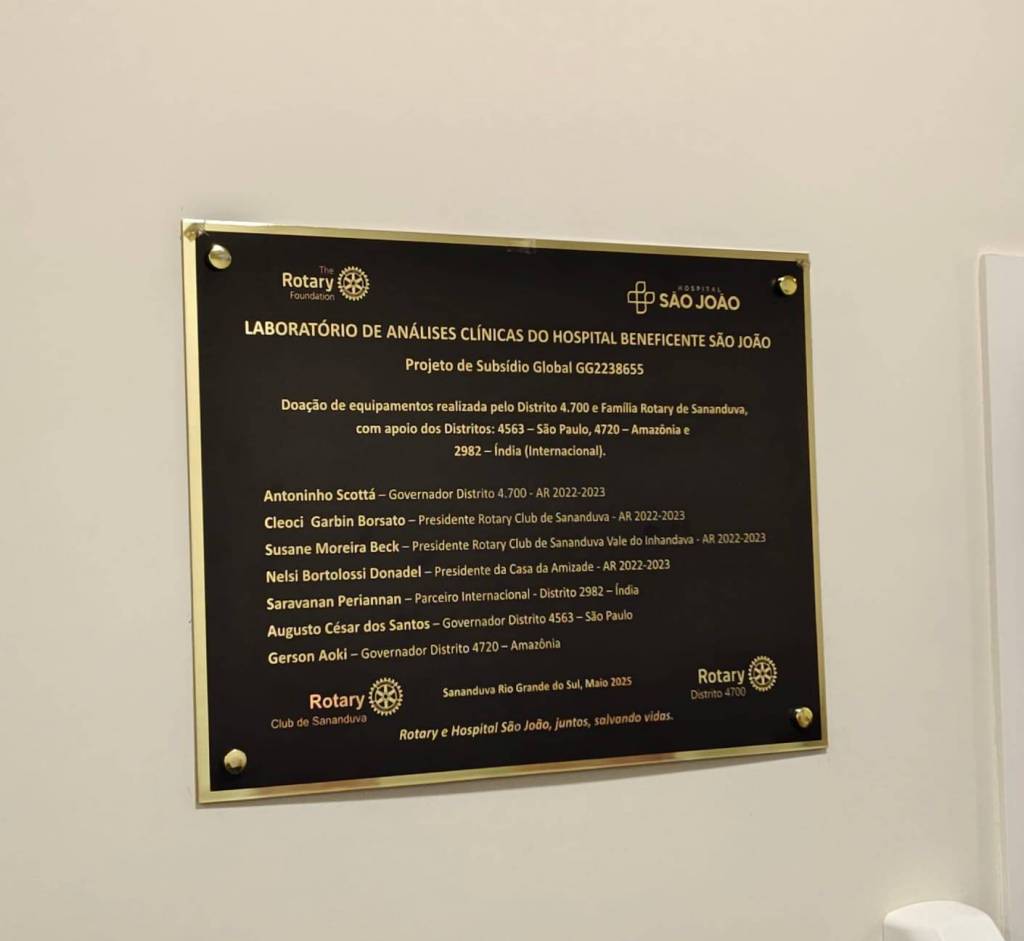 The
Rotary
Foundation
HOSPITAL
SÃO JOÃO
LABORATÓRIO DE ANÁLISES CLÍNICAS DO HOSPITAL BENEFICENTE SÃO JOÃO
Projeto de Subsídio Global GG2238655
Doação de equipamentos realizada pelo Distrito 4.700 e Família Rotary de Sananduva,
com apoio dos Distritos: 4563 – São Paulo, 4720 – Amazônia e
2982 – Índia (Internacional).
Antoninho Scottá – Governador Distrito 4.700 - AR 2022-2023
Cleoci Garbin Borsato – Presidente Rotary Club de Sananduva - AR 2022-2023
Susane Moreira Beck – Presidente Rotary Club de Sananduva Vale do Inhandava - AR 2022-2023
Nelsi Bortolossi Donadel – Presidente da Casa da Amizade - AR 2022-2023
Saravanan Periannan – Parceiro Internacional - Distrito 2982 – Índia
Augusto César dos Santos – Governador Distrito 4563 – São Paulo
Gerson Aoki – Governador Distrito 4720 – Amazônia
Rotary
Club de Sananduva
Sananduva Rio Grande do Sul, Maio 2025
Rotary
Distrito 4700
Rotary e Hospital São João, juntos, salvando vidas.